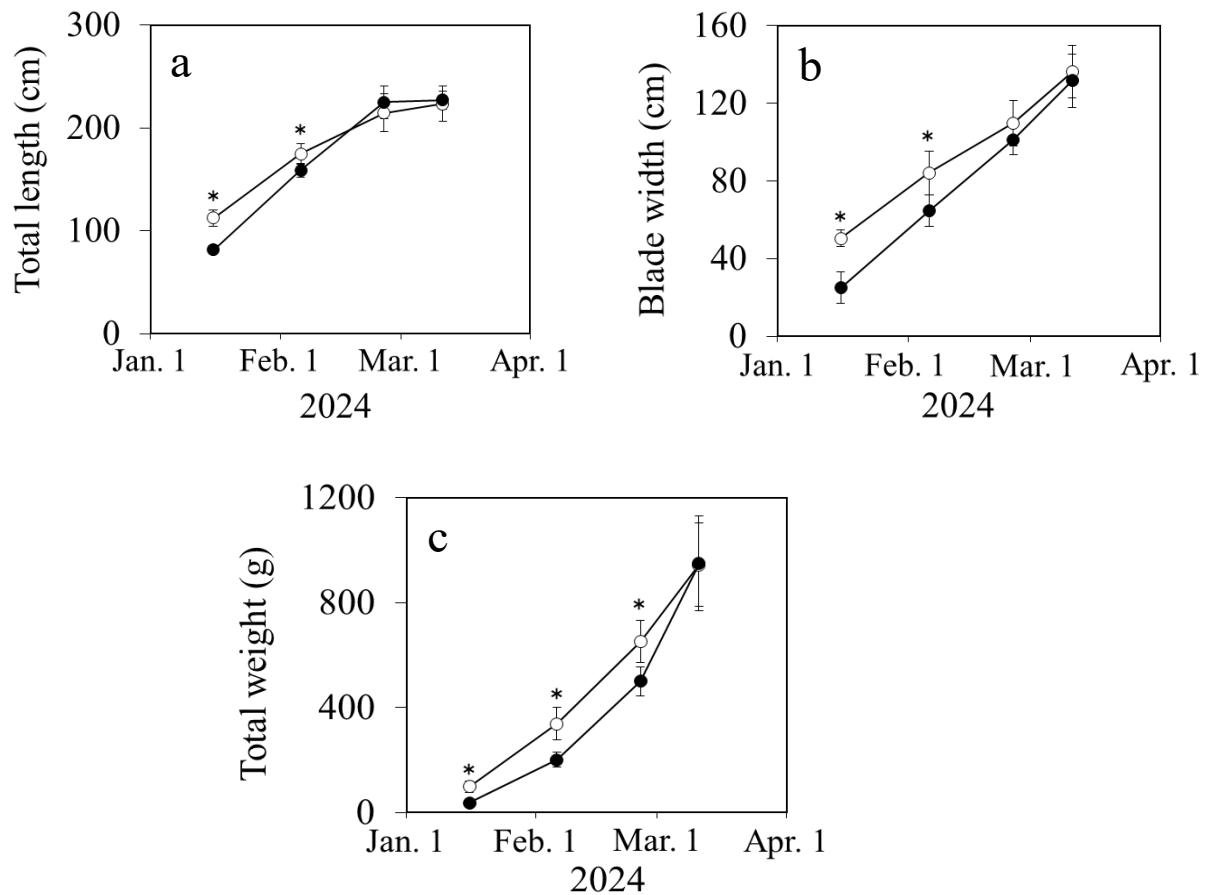 a
Total length (cm)
300
200
100
0
*
*
Jan. 1 Feb. 1 Mar. 1 Apr. 1
2024
b
Blade width (cm)
160
120
80
40
0
*
*
Jan. 1 Feb. 1 Mar. 1 Apr. 1
2024
c
Total weight (g)
1200
800
400
0
*
*
*
Jan. 1 Feb. 1 Mar. 1 Apr. 1
2024